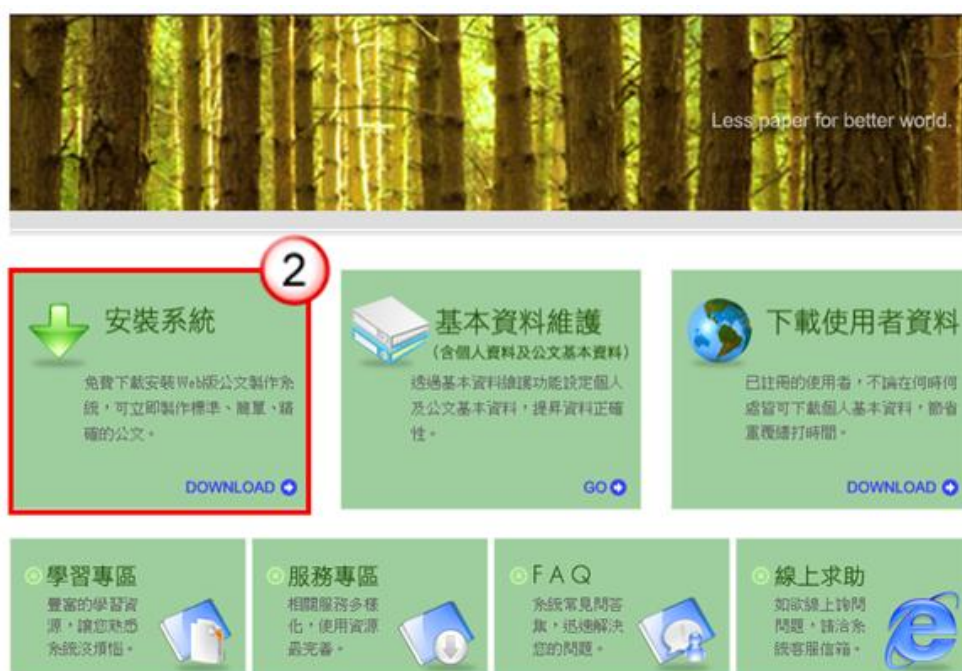 Less paper for better world.
2
安裝系統
免費下載安裝Web版公文製作系
統，可立即製作標準、簡單、精
確的公文。
DOWNLOAD
基本資料維護
(含個人資料及公文基本資料)
透過基本資料維護功能設定個人
及公文基本資料，提昇資料正確
性。
GO
下載使用者資料
已註冊的使用者，不論在何時何
處皆可下載個人基本資料，節省
重覆繕打時間。
DOWNLOAD
學習專區
豐富的學習資
源，讓您熟悉
系統沒煩惱。
服務專區
相關服務多樣
化，使用資源
最完善。
FAQ
系統常見問答
集，迅速解決
您的問題。
線上求助
如欲線上詢問
問題，請洽系
統客服信箱。